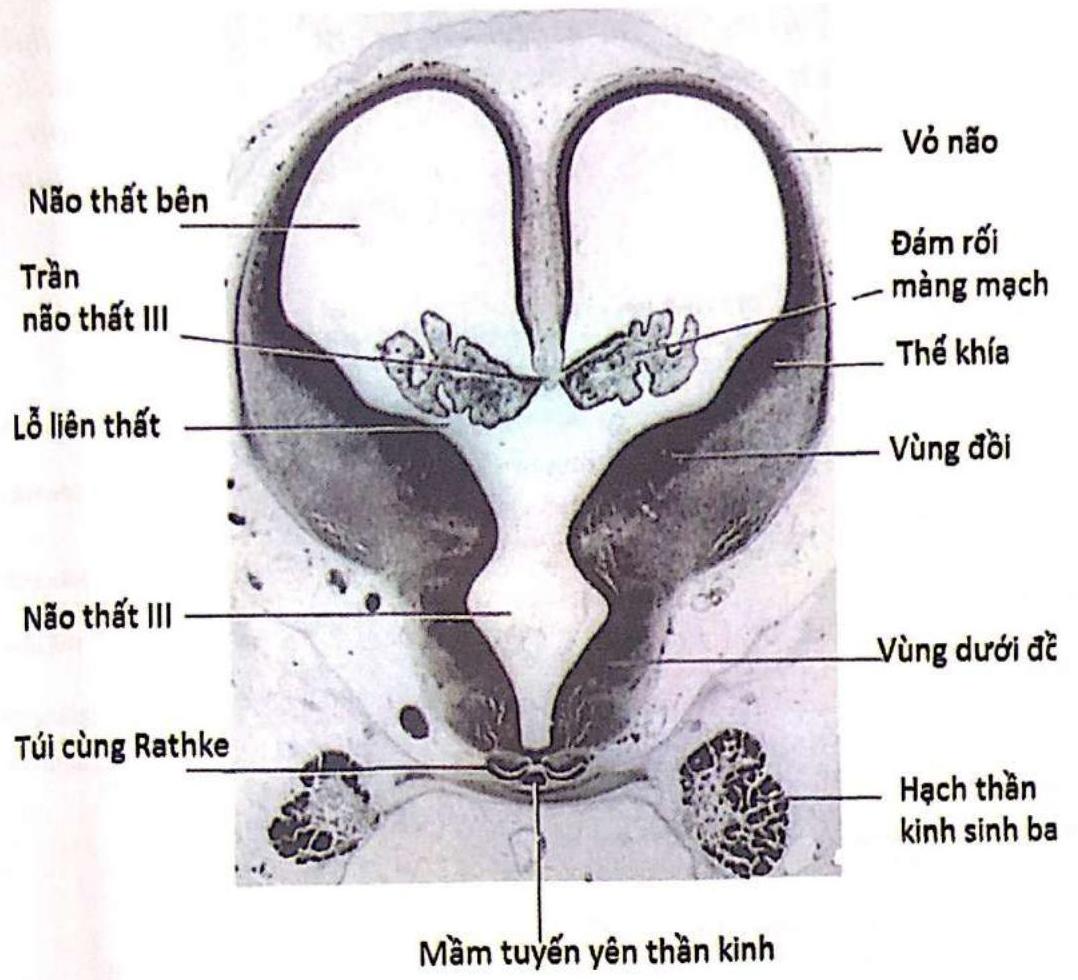 Não thất bên
Trần
não thất III
Lỗ liên thất
Não thất III
Túi cùng Rathke
Vỏ não
Đám rối
màng mạch
Thể khía
Vùng đồi
Vùng dưới
Hạch thần
kinh sinh ba
Mầm tuyến yên thần kinh